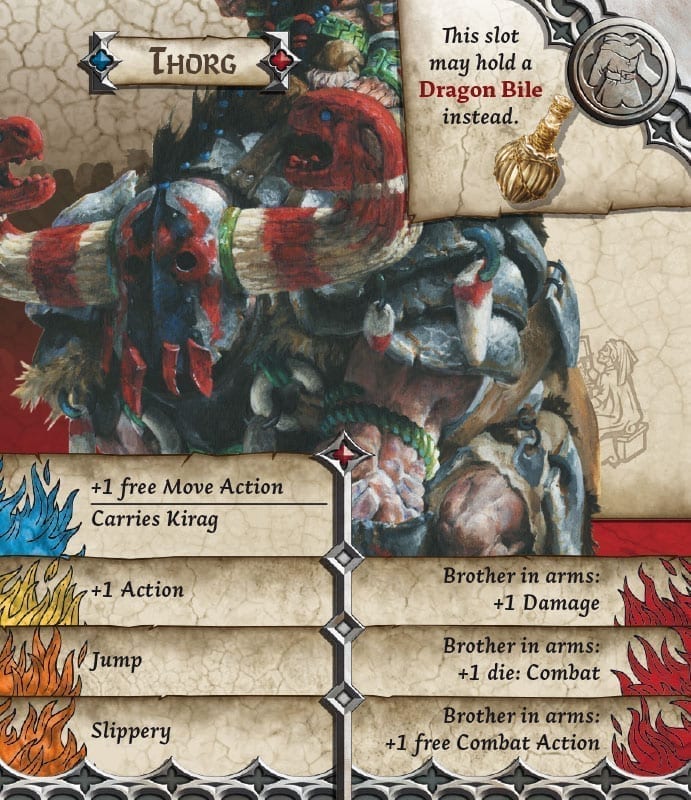 Thorg
This slot
may hold a
Dragon Bile
instead.
+1 free Move Action
Carries Kirag
+1 Action
Jump
Slippery
Brother in arms:
+1 Damage
Brother in arms:
+1 die: Combat
Brother in arms:
+1 free Combat Action